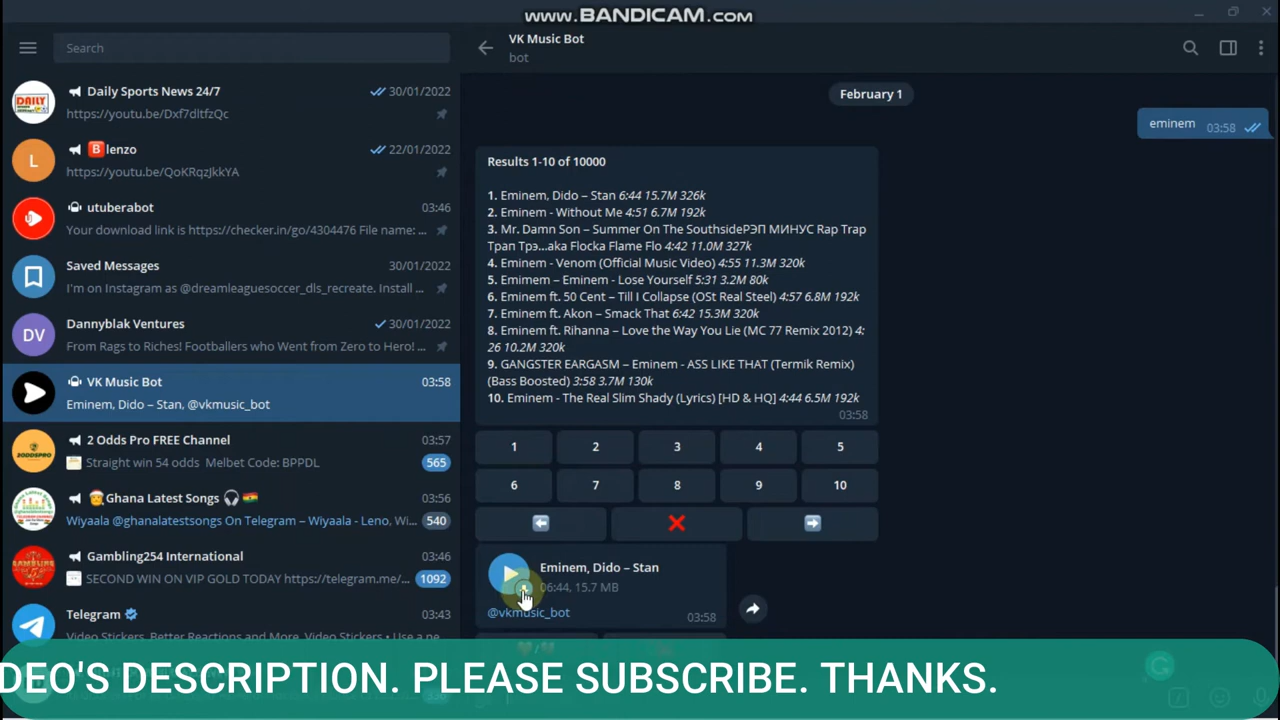 www.BANDICAM.com
Search
VK Music Bot
bot
Daily Sports News 24/7
30/01/2022
https://youtu.be/Dxf7dltfzQc
DAILY
L
🅱lenzo
22/01/2022
https://youtu.be/QoKRqzJkkYA
utuberabot
03:46
Your download link is https://checker.in/go/4304476 File name: ...
Saved Messages
30/01/2022
I'm on Instagram as @dreamleaguesoccer_dls_recreate. Install ...
DV
Dannyblak Ventures
30/01/2022
From Rags to Riches! Footballers who Went from Zero to Hero! ...
VK Music Bot
03:58
Eminem, Dido – Stan, @vkmusic_bot
2ODDSPRO
2 Odds Pro FREE Channel
03:57
Straight win 54 odds Melbet Code: BPPDL
565
Ghana Latest Songs
03:56
Wiyaala @ghanalatestsongs On Telegram – Wiyaala - Leno, Wi...
540
Gambling254 International
03:46
SECOND WIN ON VIP GOLD TODAY https://telegram.me/...
1092
Telegram
03:43
Video Stickers, Better Reactions and More. Video Stickers • Use a ne...
February 1
eminem
03:58
Results 1-10 of 10000
1. Eminem, Dido – Stan 6:44 15.7M 326k
2. Eminem - Without Me 4:51 6.7M 192k
3. Mr. Damn Son – Summer On The SouthsideРЭП МИНУС Rap Trap
Трап Трэ...aka Flocka Flame Flo 4:42 11.0M 327k
4. Eminem - Venom (Official Music Video) 4:55 11.3M 320k
5. Emimem – Eminem - Lose Yourself 5:31 3.2M 80k
6. Eminem ft. 50 Cent – Till I Collapse (OSt Real Steel) 4:57 6.8M 192k
7. Eminem ft. Akon – Smack That 6:42 15.3M 320k
8. Eminem ft. Rihanna – Love the Way You Lie (MC 77 Remix 2012) 4:
26 10.2M 320k
9. GANGSTER EARGASM – Eminem - ASS LIKE THAT (Termik Remix)
(Bass Boosted) 3:58 3.7M 130k
10. Eminem - The Real Slim Shady (Lyrics) [HD & HQ] 4:44 6.5M 192k
03:58
1 2 3 4 5
6 7 8 9 10
Eminem, Dido – Stan
06:44, 15.7 MB
@vkmusic_bot
03:58
DEO'S DESCRIPTION. PLEASE SUBSCRIBE. THANKS.